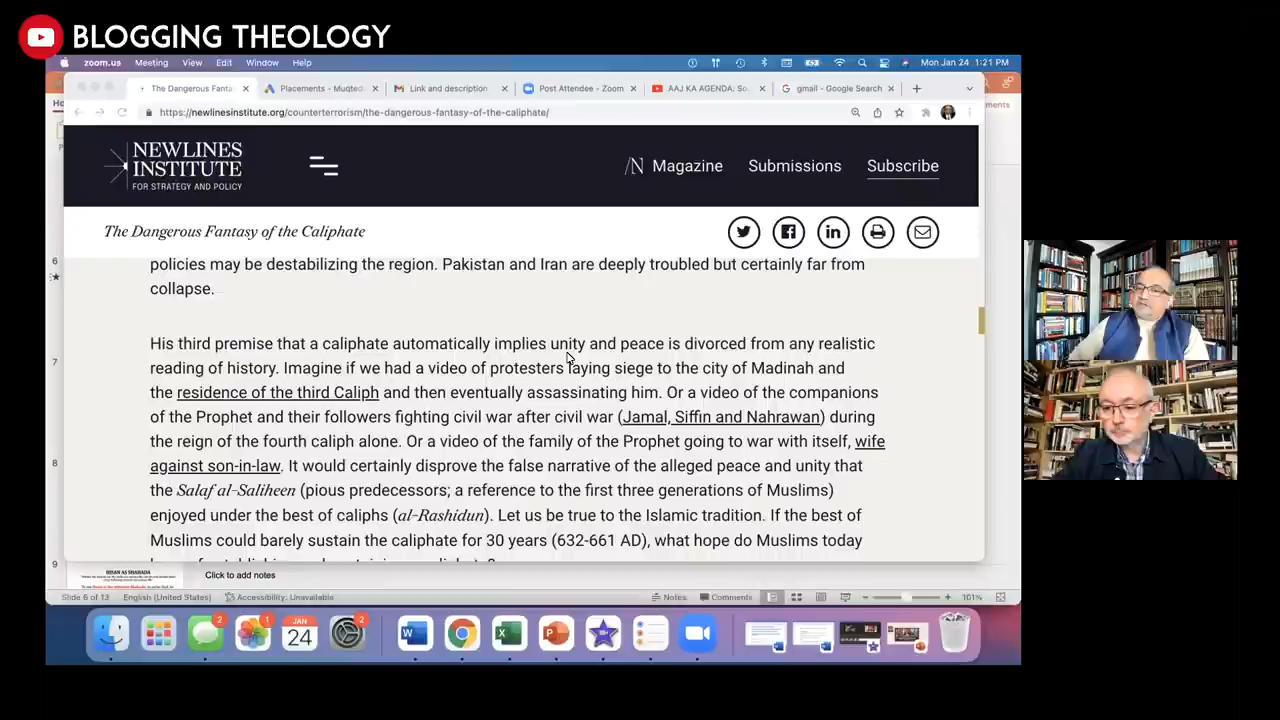 BLOGGING THEOLOGY
zoom.us Meeting View Edit Window Help
Mon Jan 24 1:21 PM
The Dangerous Fanta
Placements - Muqted
Link and description
Post Attendee - Zoom
AAJ KA AGENDA: So
gmail - Google Search
https://newlinesinstitute.org/counterterrorism/the-dangerous-fantasy-of-the-caliphate/
NEWLINES
INSTITUTE
FOR STRATEGY AND POLICY
/N Magazine Submissions Subscribe
The Dangerous Fantasy of the Caliphate
policies may be destabilizing the region. Pakistan and Iran are deeply troubled but certainly far from
collapse.
His third premise that a caliphate automatically implies unity and peace is divorced from any realistic
reading of history. Imagine if we had a video of protesters laying siege to the city of Madinah and
the residence of the third Caliph and then eventually assassinating him. Or a video of the companions
of the Prophet and their followers fighting civil war after civil war (Jamal, Siffin and Nahrawan) during
the reign of the fourth caliph alone. Or a video of the family of the Prophet going to war with itself, wife
against son-in-law. It would certainly disprove the false narrative of the alleged peace and unity that
the Salaf al-Saliheen (pious predecessors; a reference to the first three generations of Muslims)
enjoyed under the best of caliphs (al-Rashidun). Let us be true to the Islamic tradition. If the best of
Muslims could barely sustain the caliphate for 30 years (632-661 AD), what hope do Muslims today
6
7
8
9
Click to add notes
Slide 6 of 13 English (United States) Accessibility: Unavailable Notes Comments 101%
JAN
24
2
1
2